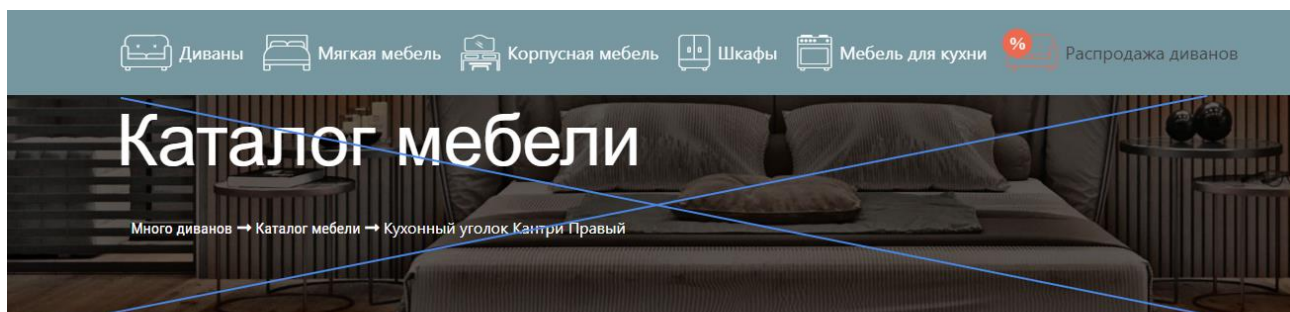 Диваны Мягкая мебель Корпусная мебель Шкафы Мебель для кухни % Распродажа диванов
Каталог мебели
Много диванов → Каталог мебели → Кухонный уголок Кантри Правый